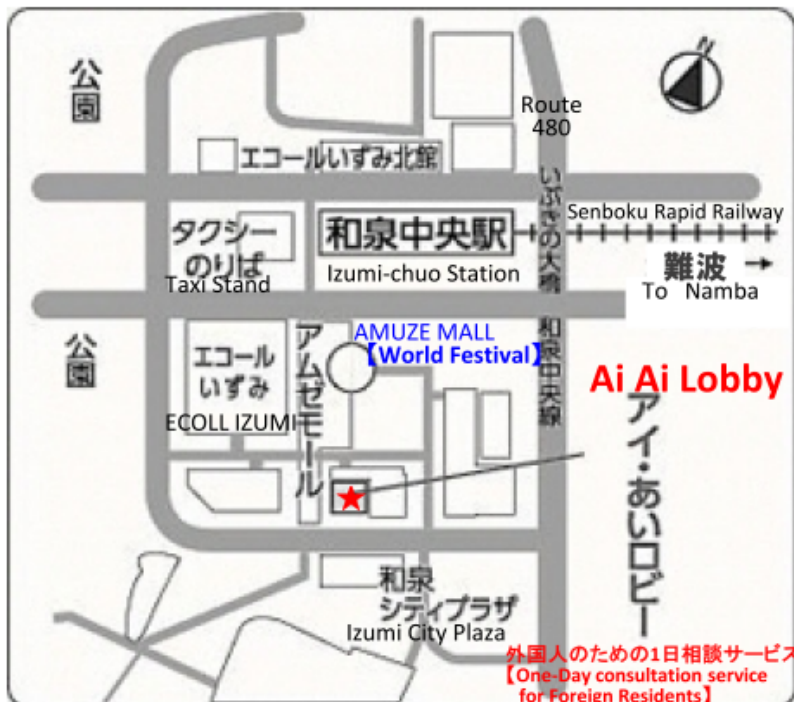 公園
N
Route
480
エコールいずみ北館
いぶきの大橋
Senboku Rapid Railway
タクシー
のりば
Taxi Stand
和泉中央駅
Izumi-chuo Station
難波 →
To Namba
公園
エコール
いずみ
ECOLL IZUMI
アムゼモール
AMUZE MALL
【World Festival】
和泉中央線
Ai Ai Lobby
アイ・あいロビー
和泉
シティプラザ
Izumi City Plaza
外国人のための1日相談サービス
【One-Day consultation service
for Foreign Residents】